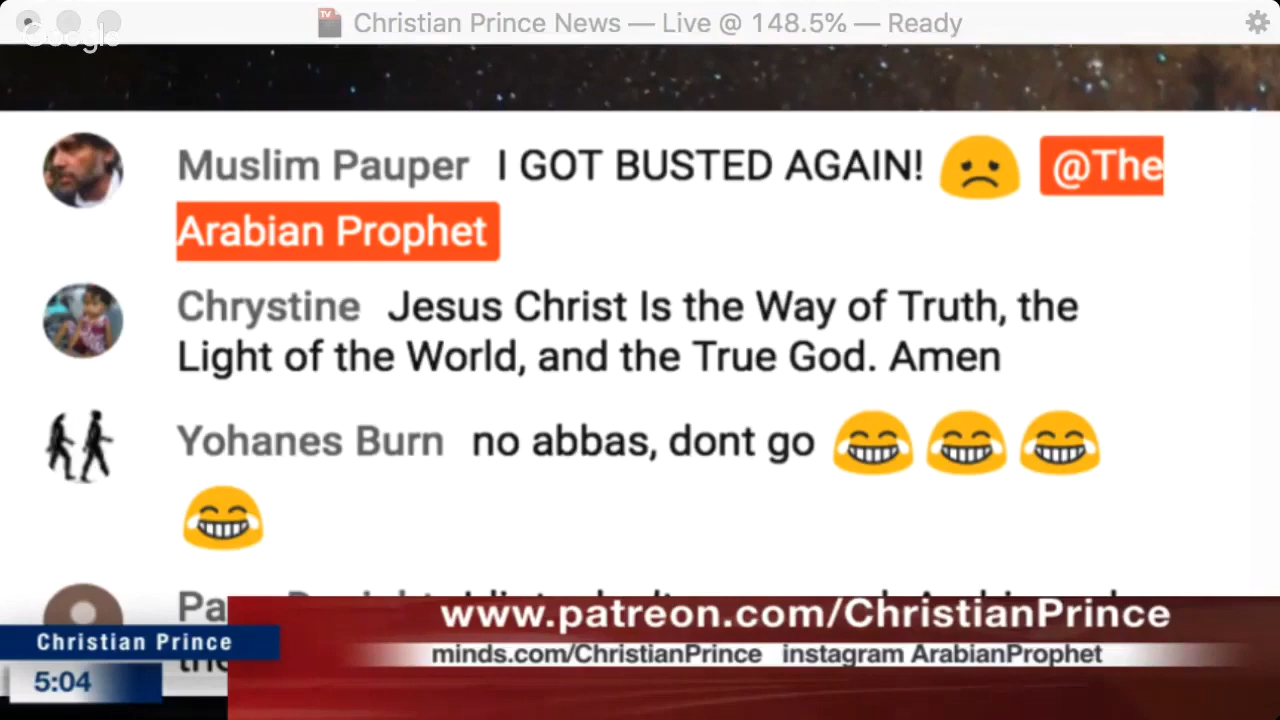 Christian Prince News — Live @ 148.5% — Ready
Google
Muslim Pauper I GOT BUSTED AGAIN! @The
Arabian Prophet
Chrystine Jesus Christ Is the Way of Truth, the
Light of the World, and the True God. Amen
Yohanes Burn no abbas, dont go
www.patreon.com/ChristianPrince
Christian Prince
minds.com/ChristianPrince instagram ArabianProphet
5:04